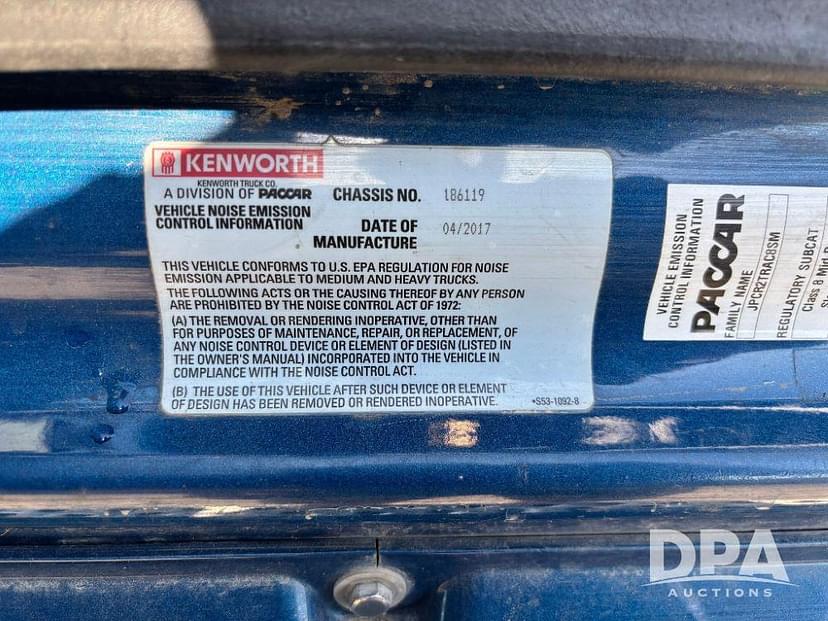 KENWORTH
KENWORTH TRUCK CO.
A DIVISION OF PACCAR
VEHICLE NOISE EMISSION
CONTROL INFORMATION
CHASSIS NO. 186119
DATE OF
MANUFACTURE
04/2017
THIS VEHICLE CONFORMS TO U.S. EPA REGULATION FOR NOISE
EMISSION APPLICABLE TO MEDIUM AND HEAVY TRUCKS.
THE FOLLOWING ACTS OR THE CAUSING THEREOF BY ANY PERSON
ARE PROHIBITED BY THE NOISE CONTROL ACT OF 1972:
(A) THE REMOVAL OR RENDERING INOPERATIVE, OTHER THAN
FOR PURPOSES OF MAINTENANCE, REPAIR, OR REPLACEMENT, OF
ANY NOISE CONTROL DEVICE OR ELEMENT OF DESIGN (LISTED IN
THE OWNER'S MANUAL) INCORPORATED INTO THE VEHICLE IN
COMPLIANCE WITH THE NOISE CONTROL ACT.
(B) THE USE OF THIS VEHICLE AFTER SUCH DEVICE OR ELEMENT
OF DESIGN HAS BEEN REMOVED OR RENDERED INOPERATIVE.
*S53-1092-8
VEHICLE EMISSION
CONTROL INFORMATION
PACCAR
FAMILY NAME
JPCR2TRAC8SM
REGULATORY SUBCAT
Class 8 Mid
DPA
AUCTIONS